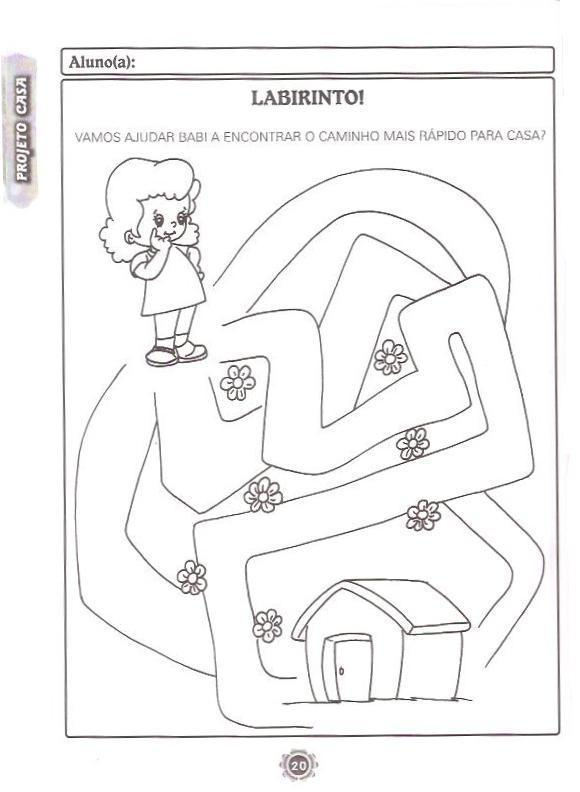 PROJETO CASA
Aluno(a):
LABIRINTO!
VAMOS AJUDAR BABI A ENCONTRAR O CAMINHO MAIS RÁPIDO PARA CASA?
20